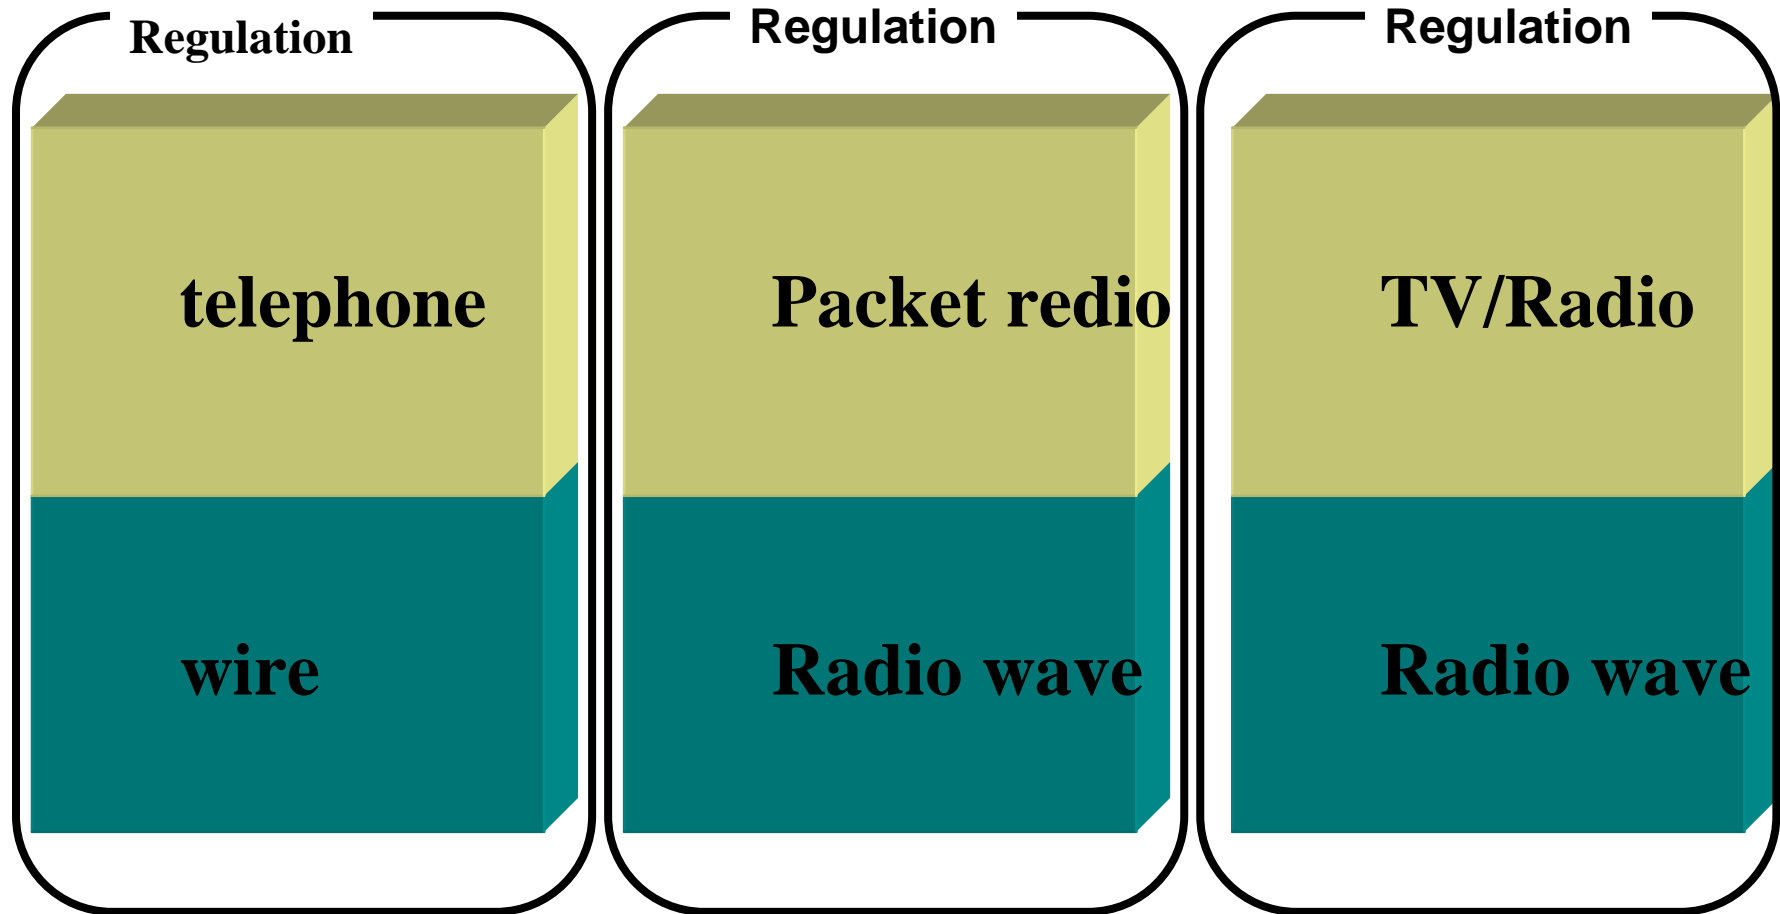 Regulation
telephone
wire
Regulation
Packet redio
Radio wave
Regulation
TV/Radio
Radio wave